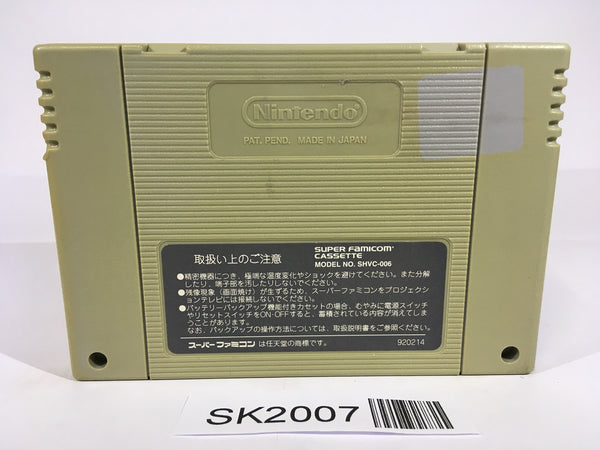 Nintendo
PAT. PEND. MADE IN JAPAN
取扱い上のご注意
SUPER FAMICOM
CASSETTE
MODEL NO. SHVC-006
●精密機器につき、極端な温度変化やショックを避けてください。また分解
したり、端子部を汚したりしないでください。
●残像現象(画面焼け)が生ずるため、スーパーファミコンをプロジェクショ
ンテレビには接続しないでください。
●バッテリーバックアップ機能付きカセットの場合、むやみに電源スイッチ
やリセットスイッチをON・OFFすると、蓄積されている内容が消えてしま
うことがあります。
なお、バックアップの操作方法については、取扱説明書をご参照ください。
スーパーファミコン は任天堂の商標です。
920214
SK2007